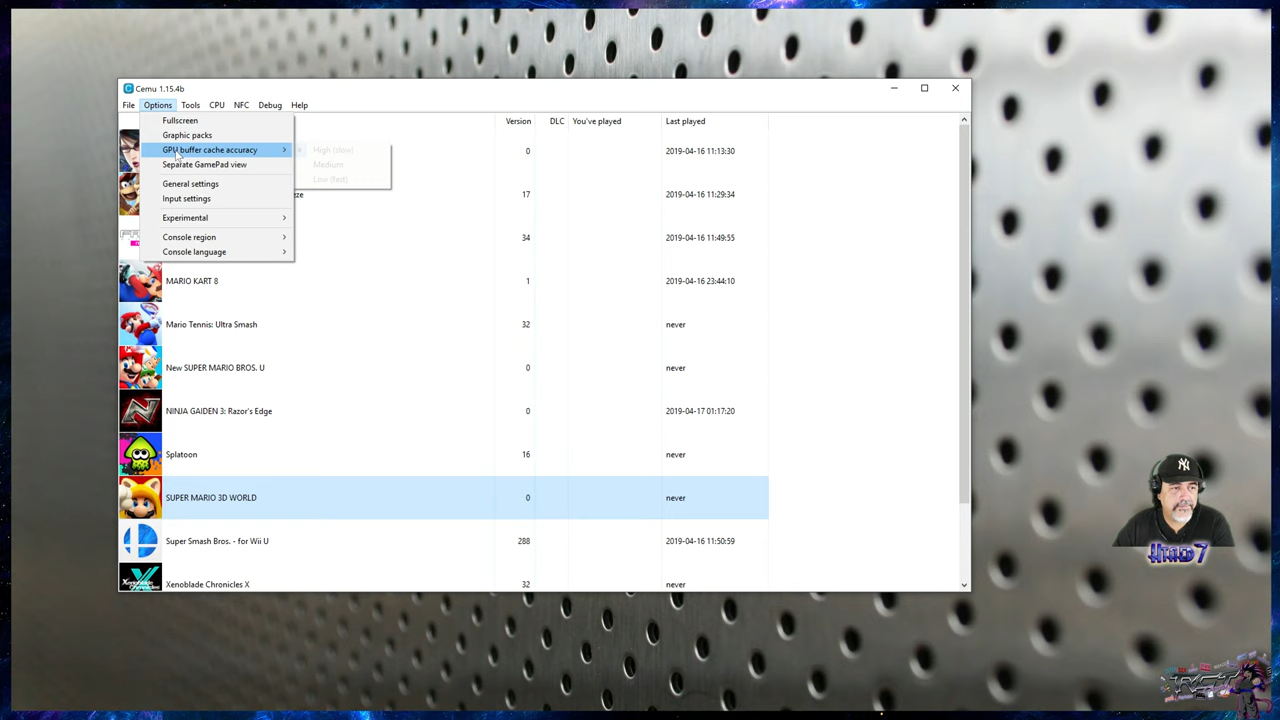 Cemu 1.15.4b
File Options Tools CPU NFC Debug Help
Fullscreen
Graphic packs
GPU buffer cache accuracy
Separate GamePad view
General settings
Input settings
Experimental
Console region
Console language
High (slow)
Medium
Low (fast)
Version DLC You've played Last played
0 2019-04-16 11:13:30
eze 17 2019-04-16 11:29:34
34 2019-04-16 11:49:55
MARIO KART 8 1 2019-04-16 23:44:10
Mario Tennis: Ultra Smash 32 never
New SUPER MARIO BROS. U 0 never
NINJA GAIDEN 3: Razor's Edge 0 2019-04-17 01:17:20
Splatoon 16 never
SUPER MARIO 3D WORLD 0 never
Super Smash Bros. - for Wii U 288 2019-04-16 11:50:59
Xenoblade Chronicles X 32 never